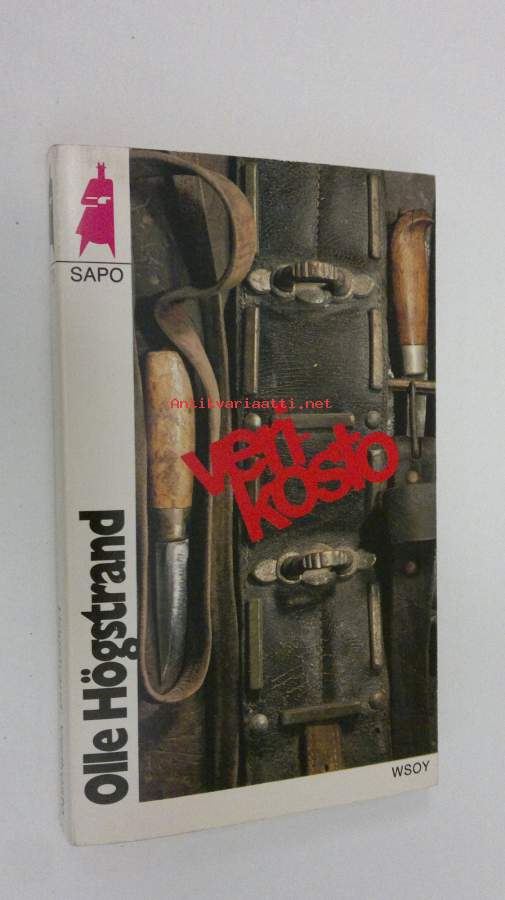 SAPO
Olle Högstrand
Antikvariaatti.net
veri-
kosto
WSOY